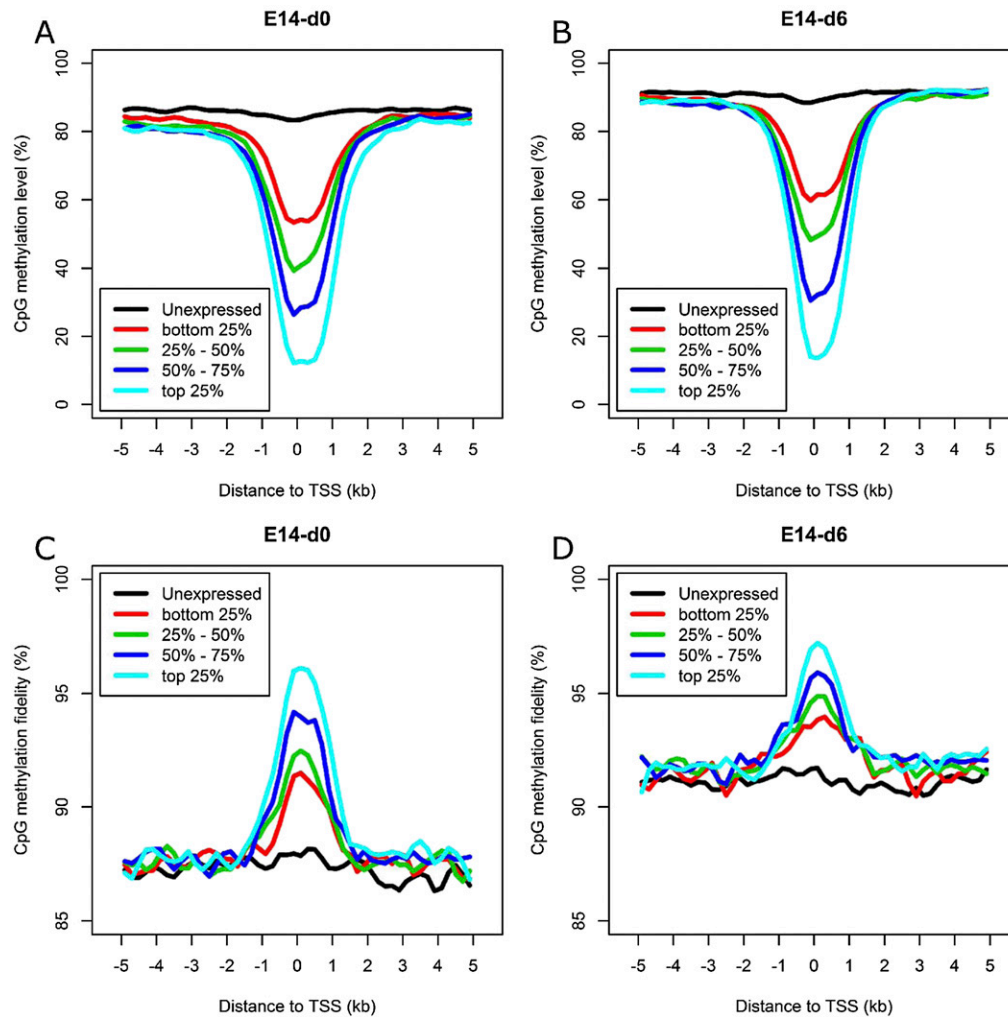 A
E14-d0
CpG methylation level (%)
100
80
60
40
20
0
Unexpressed
bottom 25%
25% - 50%
50% - 75%
top 25%
-5 -4 -3 -2 -1 0 1 2 3 4 5
Distance to TSS (kb)
B
E14-d6
CpG methylation level (%)
100
80
60
40
20
0
Unexpressed
bottom 25%
25% - 50%
50% - 75%
top 25%
-5 -4 -3 -2 -1 0 1 2 3 4 5
Distance to TSS (kb)
C
E14-d0
CpG methylation fidelity (%)
100
95
90
85
Unexpressed
bottom 25%
25% - 50%
50% - 75%
top 25%
-5 -4 -3 -2 -1 0 1 2 3 4 5
Distance to TSS (kb)
D
E14-d6
CpG methylation fidelity (%)
100
95
90
85
Unexpressed
bottom 25%
25% - 50%
50% - 75%
top 25%
-5 -4 -3 -2 -1 0 1 2 3 4 5
Distance to TSS (kb)